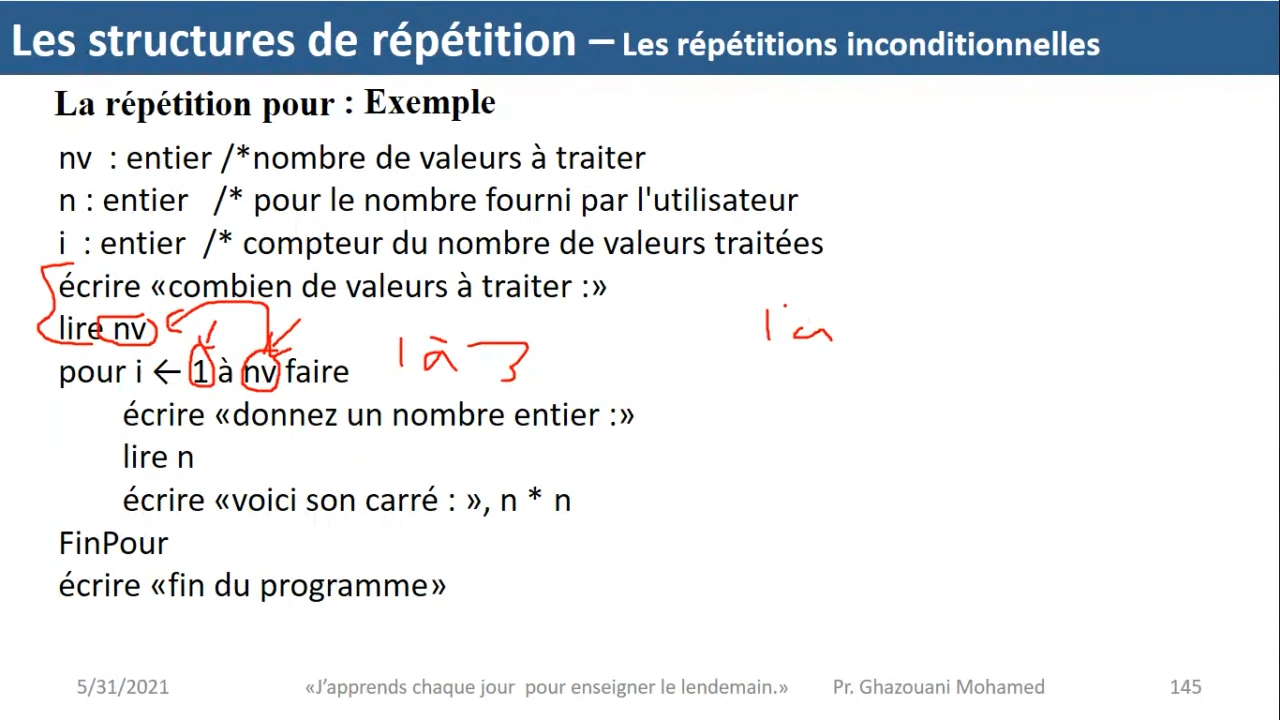 Les structures de répétition – Les répétitions inconditionnelles
La répétition pour : Exemple
nv : entier /*nombre de valeurs à traiter
n : entier /* pour le nombre fourni par l'utilisateur
i : entier /* compteur du nombre de valeurs traitées
écrire «combien de valeurs à traiter :»
lire nv
pour i ← 1 à nv faire
1 à 3
écrire «donnez un nombre entier :»
lire n
écrire «voici son carré : », n * n
FinPour
écrire «fin du programme»
5/31/2021 «J’apprends chaque jour pour enseigner le lendemain.» Pr. Ghazouani Mohamed 145